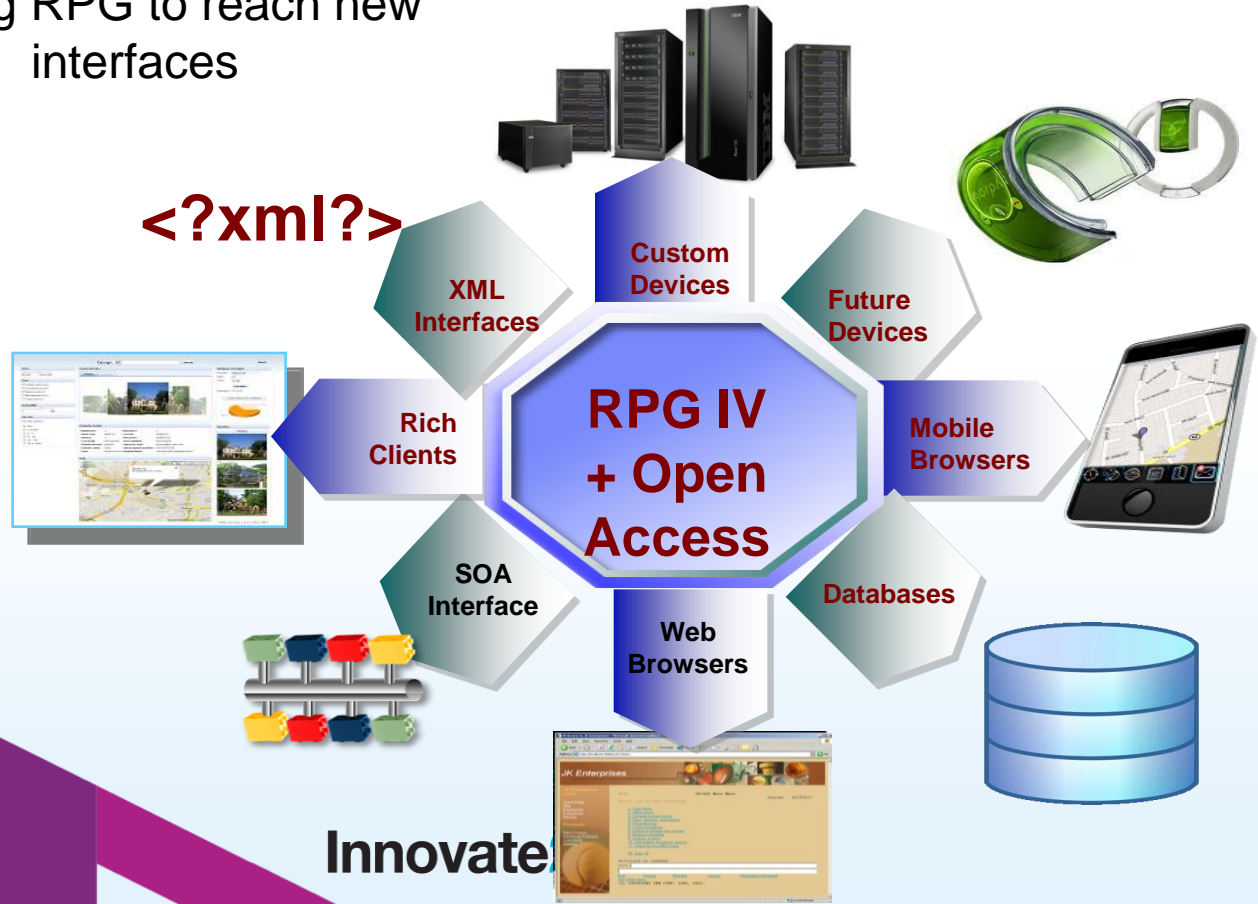 g RPG to reach new
interfaces
<?xml?>
Custom
Devices
XML
Interfaces
Future
Devices
Rich
Clients
RPG IV
+ Open
Access
Mobile
Browsers
SOA
Interface
Databases
Web
Browsers
JK Enterprises
Innovate